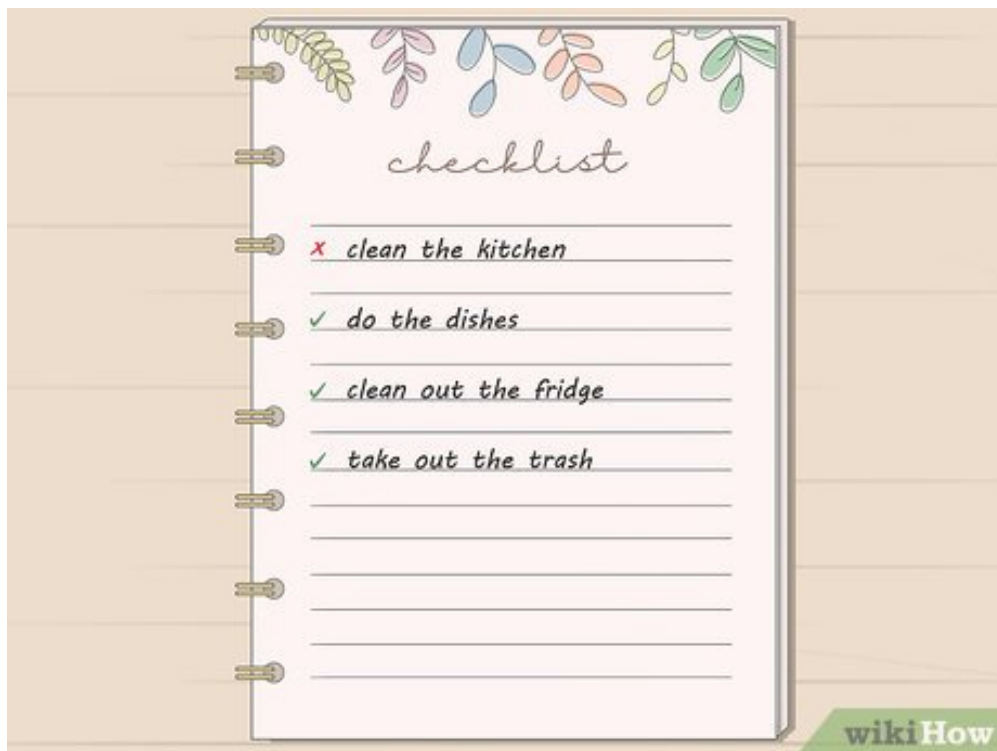 checklist
x clean the kitchen
✓ do the dishes
✓ clean out the fridge
✓ take out the trash
wikiHow